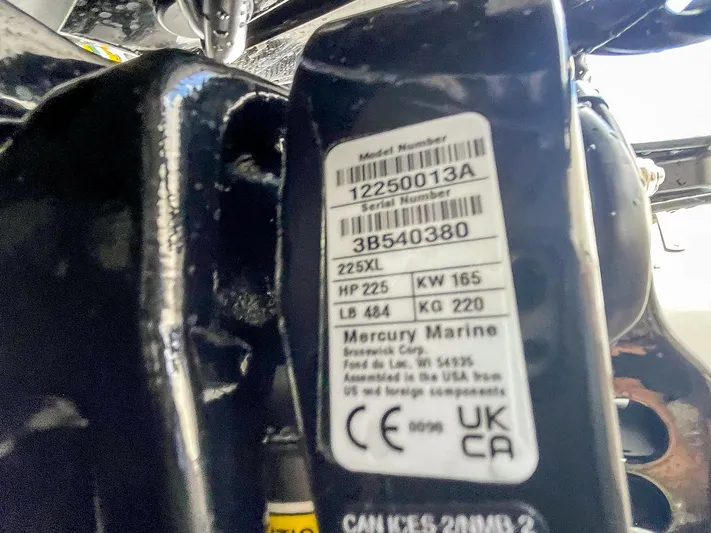 Model Number
12250013A
Serial Number
3B540380
225XL
HP 225 KW 165
LB 484 KG 220
Mercury Marine
Brunswick Corp.
Fond du Lac, WI 54935
Assembled in the USA from
US and foreign components
CE 0098 UK
CA
CAN ICES-2/NMB-2